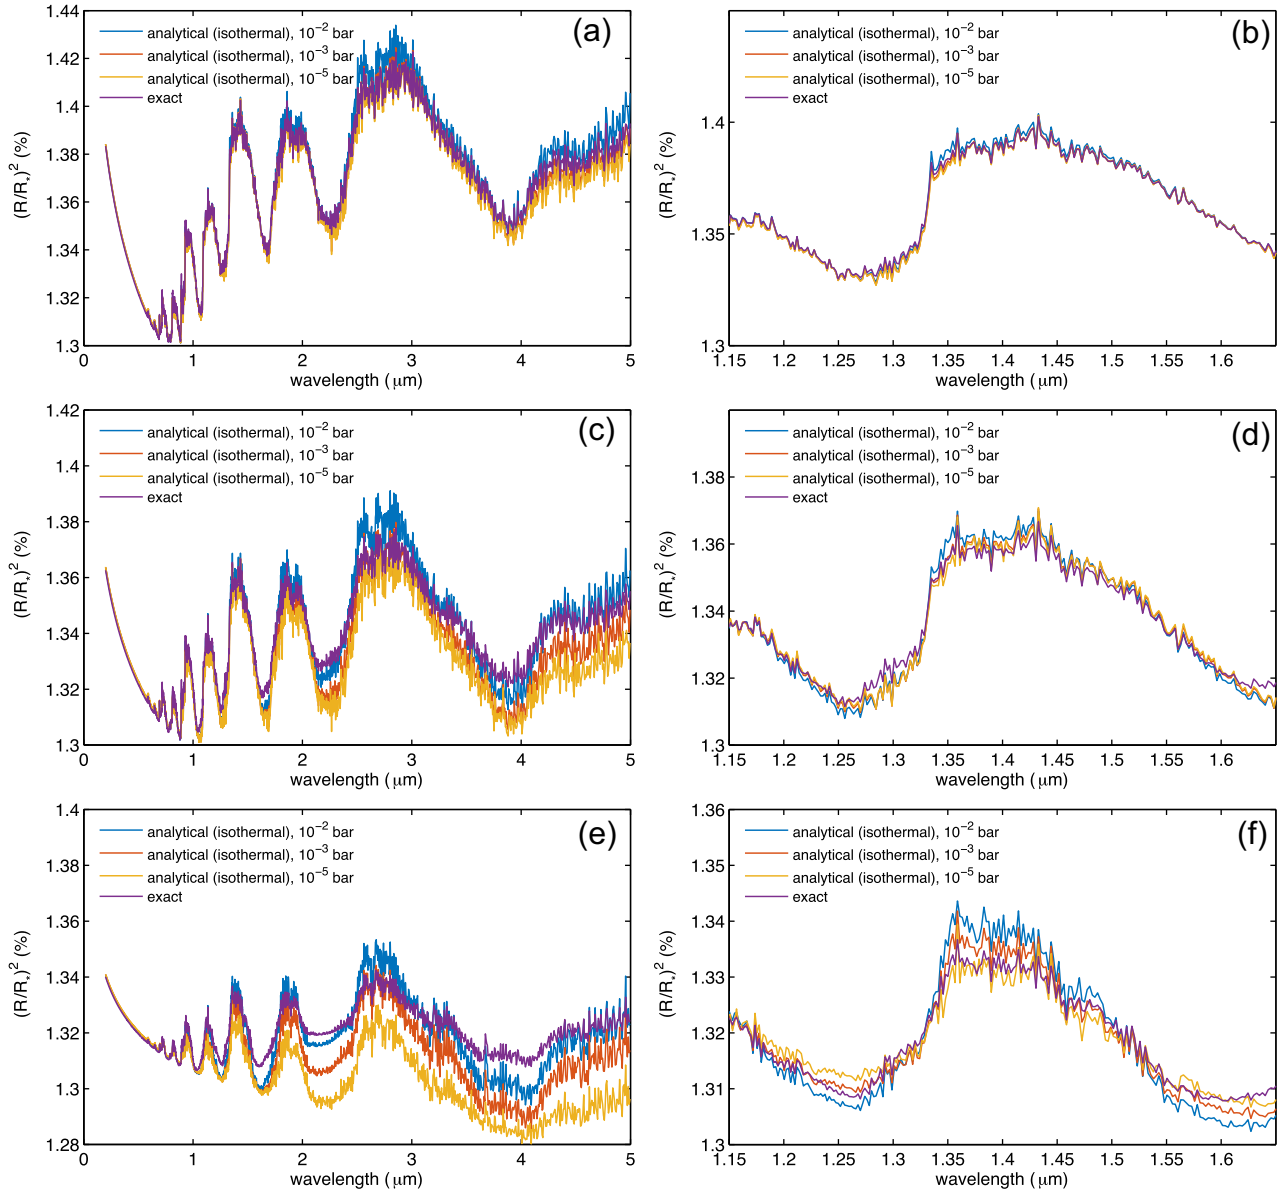 (a)
1.44
1.42
1.4
1.38
1.36
1.34
1.32
1.3
(R/R*)² (%)
analytical (isothermal), 10⁻² bar
analytical (isothermal), 10⁻³ bar
analytical (isothermal), 10⁻⁵ bar
exact
0 1 2 3 4 5
wavelength (μm)
(b)
1.4
1.35
1.3
(R/R*)² (%)
analytical (isothermal), 10⁻² bar
analytical (isothermal), 10⁻³ bar
analytical (isothermal), 10⁻⁵ bar
exact
1.15 1.2 1.25 1.3 1.35 1.4 1.45 1.5 1.55 1.6
wavelength (μm)
(c)
1.42
1.4
1.38
1.36
1.34
1.32
1.3
(R/R*)² (%)
analytical (isothermal), 10⁻² bar
analytical (isothermal), 10⁻³ bar
analytical (isothermal), 10⁻⁵ bar
exact
0 1 2 3 4 5
wavelength (μm)
(d)
1.38
1.36
1.34
1.32
1.3
(R/R*)² (%)
analytical (isothermal), 10⁻² bar
analytical (isothermal), 10⁻³ bar
analytical (isothermal), 10⁻⁵ bar
exact
1.15 1.2 1.25 1.3 1.35 1.4 1.45 1.5 1.55 1.6
wavelength (μm)
(e)
1.4
1.38
1.36
1.34
1.32
1.3
1.28
(R/R*)² (%)
analytical (isothermal), 10⁻² bar
analytical (isothermal), 10⁻³ bar
analytical (isothermal), 10⁻⁵ bar
exact
0 1 2 3 4 5
wavelength (μm)
(f)
1.36
1.35
1.34
1.33
1.32
1.31
1.3
(R/R*)² (%)
analytical (isothermal), 10⁻² bar
analytical (isothermal), 10⁻³ bar
analytical (isothermal), 10⁻⁵ bar
exact
1.15 1.2 1.25 1.3 1.35 1.4 1.45 1.5 1.55 1.6
wavelength (μm)